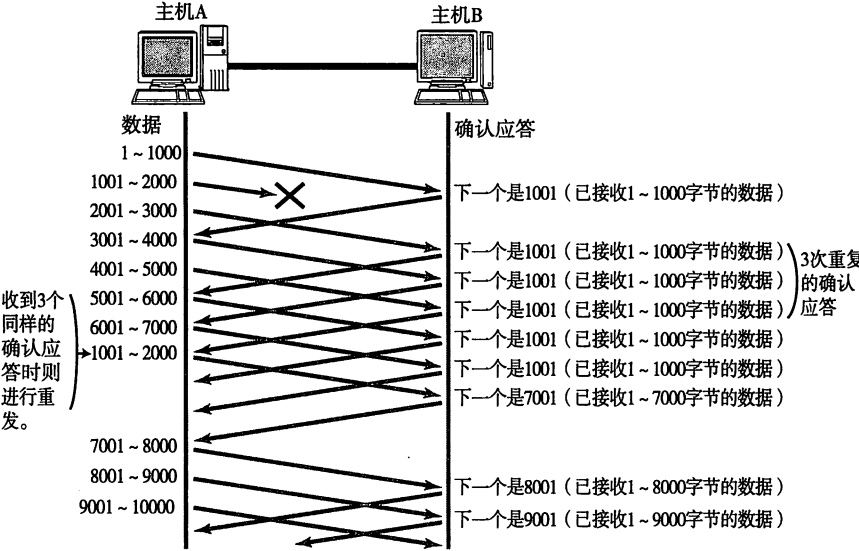 主机A
主机B
数据
确认应答
1~1000
1001~2000
下一个是1001（已接收1~1000字节的数据）
2001~3000
3001~4000
下一个是1001（已接收1~1000字节的数据）
4001~5000
下一个是1001（已接收1~1000字节的数据）
5001~6000
下一个是1001（已接收1~1000字节的数据）
6001~7000
下一个是1001（已接收1~1000字节的数据）
1001~2000
下一个是1001（已接收1~1000字节的数据）
下一个是7001（已接收1~7000字节的数据）
3次重复
的确认
应答
收到3个
同样的
确认应
答时则
进行重
发。
7001~8000
8001~9000
下一个是8001（已接收1~8000字节的数据）
9001~10000
下一个是9001（已接收1~9000字节的数据）